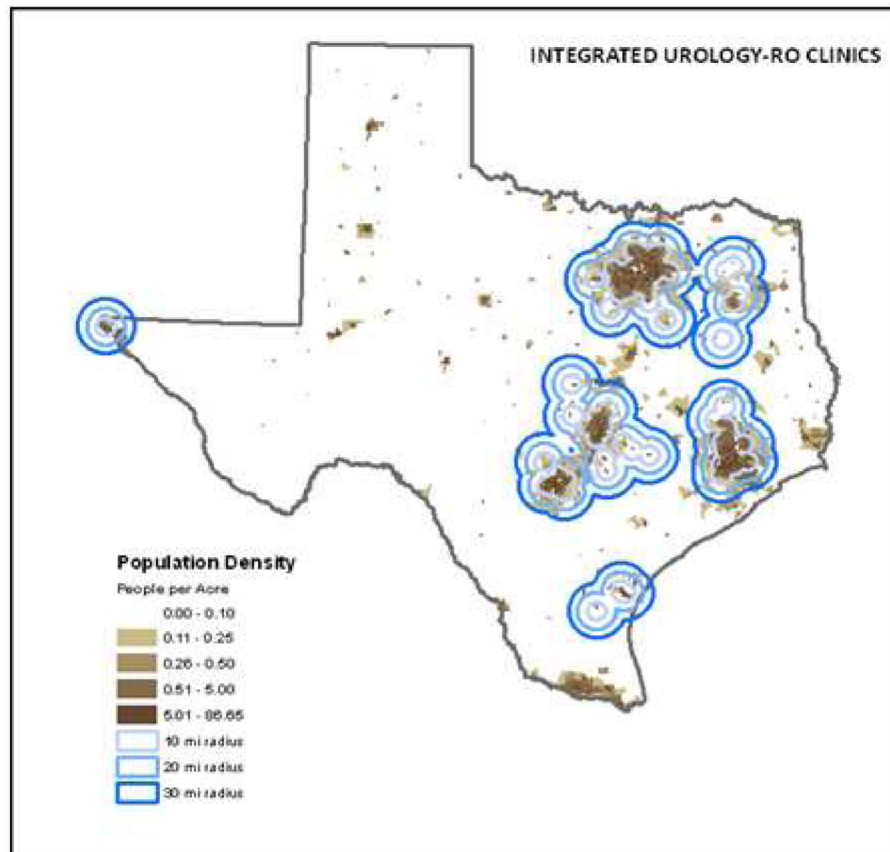 INTEGRATED UROLOGY-RO CLINICS
Population Density
People per Acre
0.00 - 0.10
0.11 - 0.25
0.26 - 0.50
0.51 - 5.00
5.01 - 86.65
10 mi radius
20 mi radius
30 mi radius